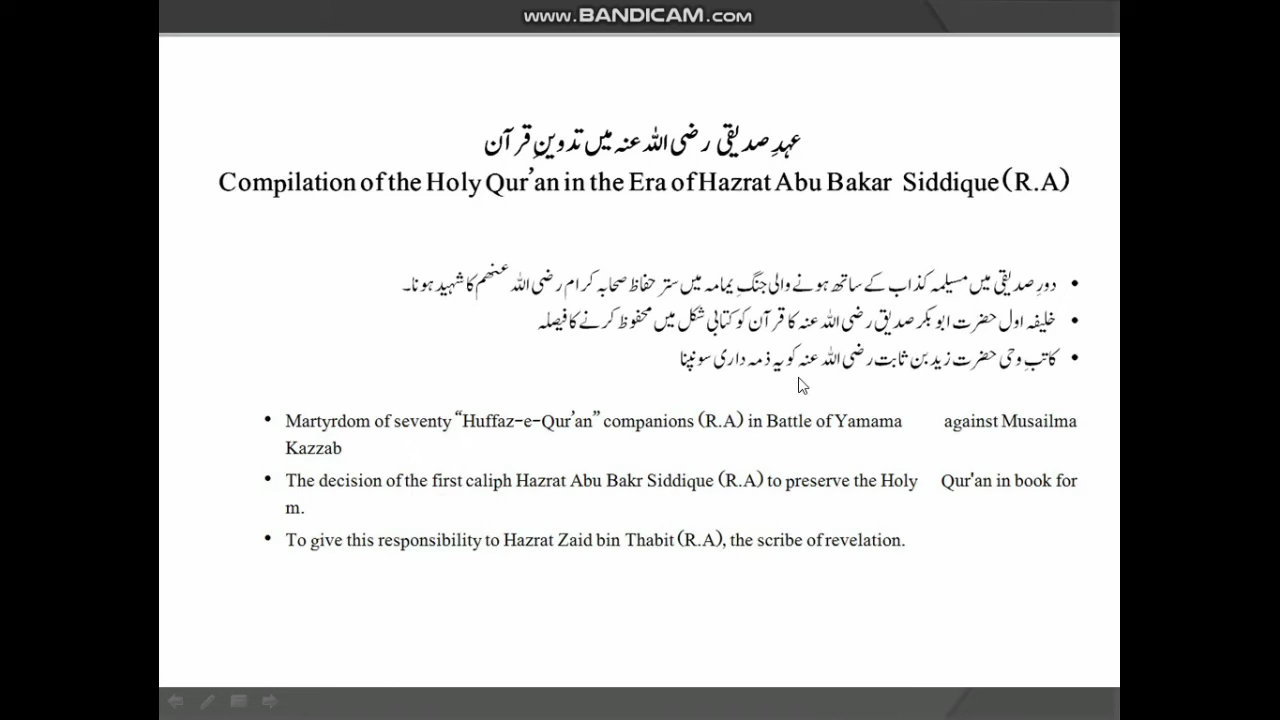 WWW.BANDICAM.COM
عہدِ صدیقی رضی اللہ عنہ میں تدوینِ قرآن
Compilation of the Holy Qur’an in the Era of Hazrat Abu Bakar Siddique (R.A)
• دورِ صدیقی میں مسیلمہ کذاب کے ساتھ ہونے والی جنگِ یمامہ میں ستر حفاظ صحابہ کرام رضی اللہ عنھم کا شہید ہونا۔
• خلیفہ اول حضرت ابو بکر صدیق رضی اللہ عنہ کا قرآن کو کتابی شکل میں محفوظ کرنے کا فیصلہ
• کاتبِ وحی حضرت زید بن ثابت رضی اللہ عنہ کو یہ ذمہ داری سونپنا
• Martyrdom of seventy “Huffaz-e-Qur’an” companions (R.A) in Battle of Yamama against Musailma
Kazzab
• The decision of the first caliph Hazrat Abu Bakr Siddique (R.A) to preserve the Holy Qur'an in book for
m.
• To give this responsibility to Hazrat Zaid bin Thabit (R.A), the scribe of revelation.